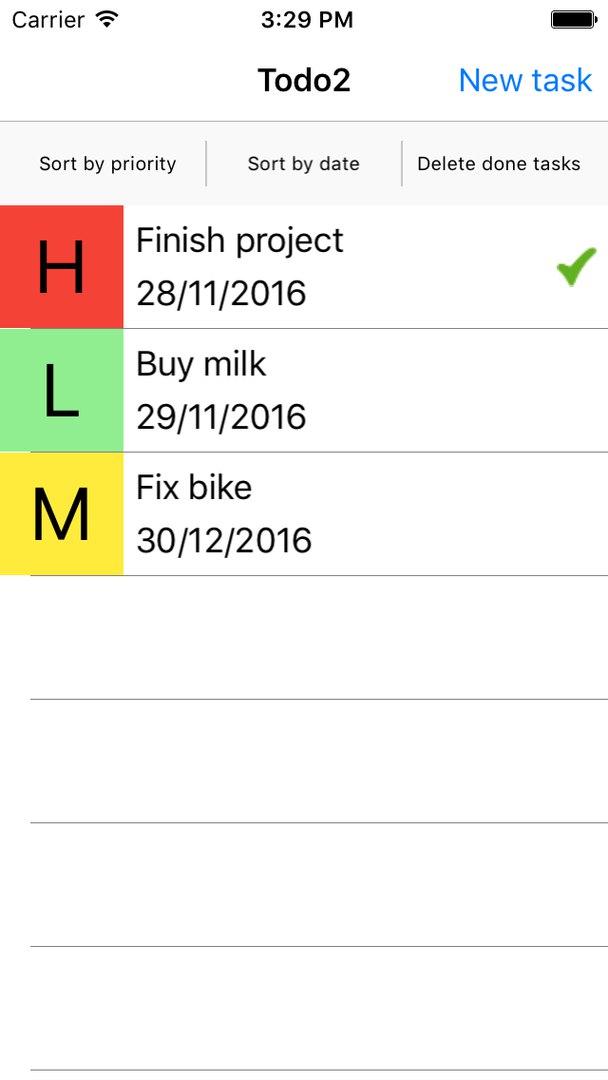 Carrier 3:29 PM
Todo2 New task
Sort by priority Sort by date Delete done tasks
H
Finish project
28/11/2016
L
Buy milk
29/11/2016
M
Fix bike
30/12/2016